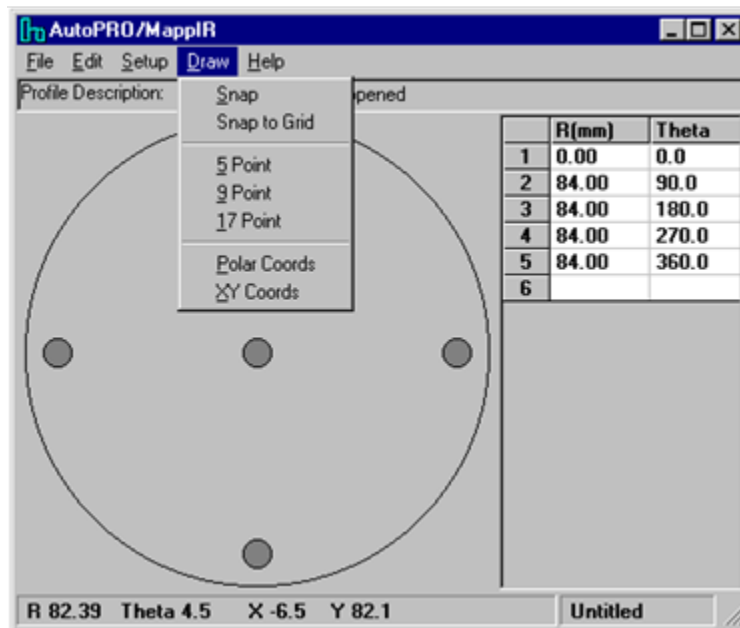 AutoPRO/MappIR
File Edit Setup Draw Help
Profile Description: pened
Snap
Snap to Grid
5 Point
9 Point
17 Point
Polar Coords
XY Coords
R(mm) Theta
1 0.00 0.0
2 84.00 90.0
3 84.00 180.0
4 84.00 270.0
5 84.00 360.0
6
R 82.39 Theta 4.5 X -6.5 Y 82.1 Untitled